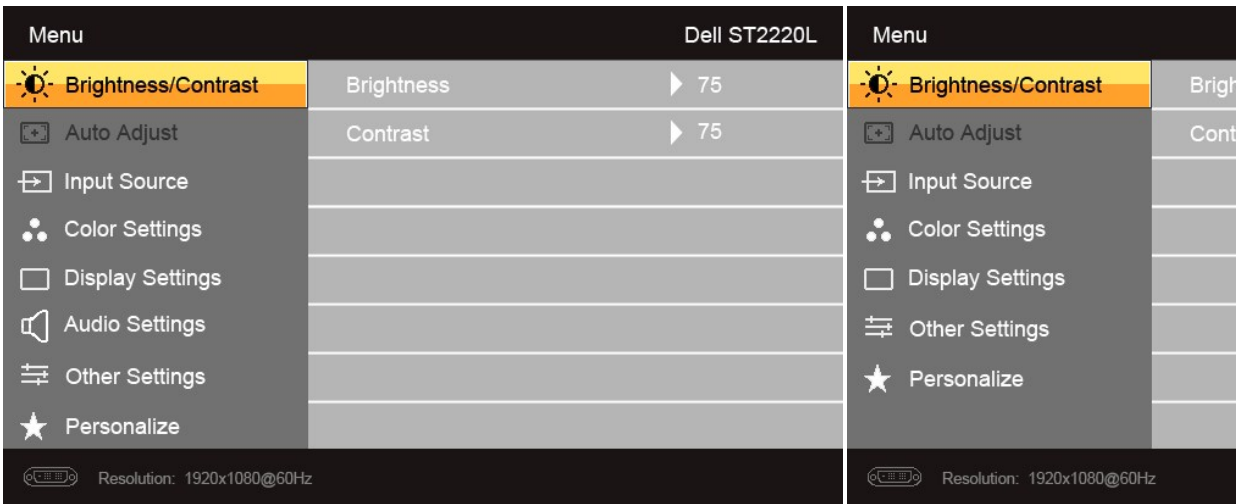 Menu Dell ST2220L
Brightness/Contrast Brightness 75
Auto Adjust Contrast 75
Input Source
Color Settings
Display Settings
Audio Settings
Other Settings
Personalize
Resolution: 1920x1080@60Hz
Menu
Brightness/Contrast Brigh
Auto Adjust Cont
Input Source
Color Settings
Display Settings
Other Settings
Personalize
Resolution: 1920x1080@60Hz